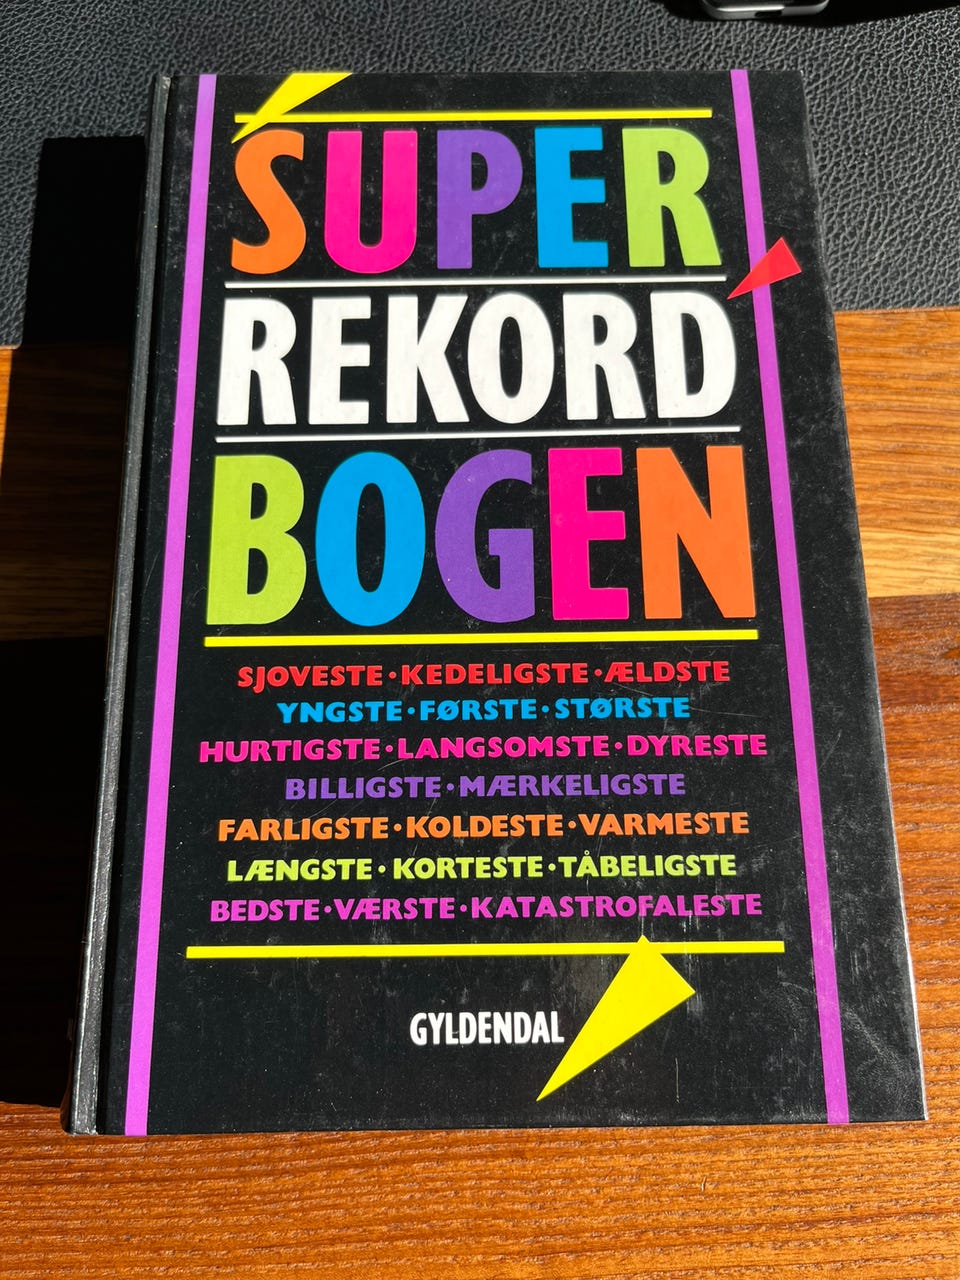 SUPER
REKORD
BOGEN
SJOVESTE·KEDELIGSTE·ÆLDSTE
YNGSTE·FØRSTE·STØRSTE
HURTIGSTE·LANGSOMSTE·DYRESTE
BILLIGSTE·MÆRKELIGSTE
FARLIGSTE·KOLDESTE·VARMESTE
LÆNGSTE·KORTESTE·TÅBELIGSTE
BEDSTE·VÆRSTE·KATASTROFALESTE
GYLDENDAL